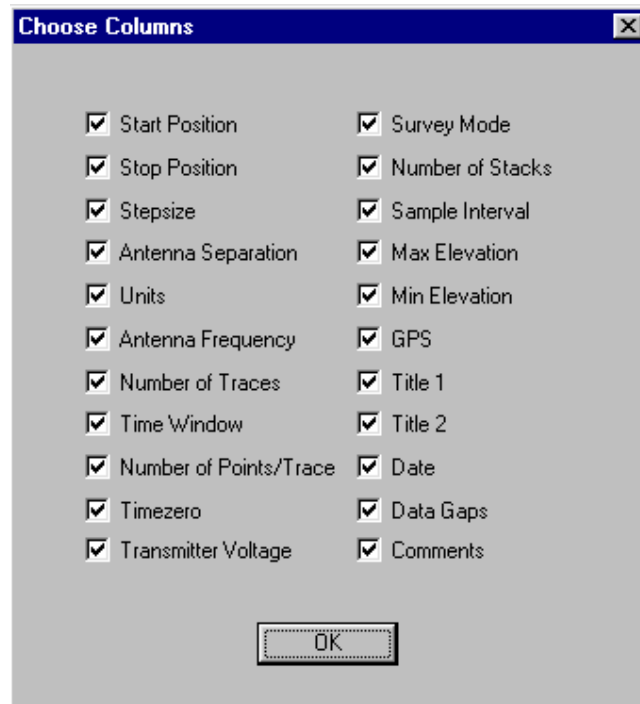 Choose Columns
Start Position
Stop Position
Stepsize
Antenna Separation
Units
Antenna Frequency
Number of Traces
Time Window
Number of Points/Trace
Timezero
Transmitter Voltage
Survey Mode
Number of Stacks
Sample Interval
Max Elevation
Min Elevation
GPS
Title 1
Title 2
Date
Data Gaps
Comments
OK